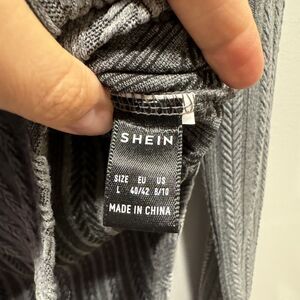 SHEIN
SIZE EU US
L 40/42 8/10
MADE IN CHINA